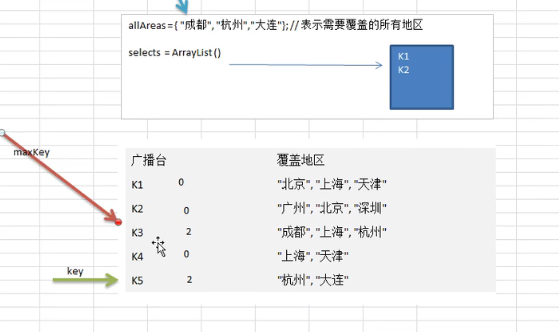 allAreas={ "成都","杭州","大连"};// 表示需要覆盖的所有地区
selects = ArrayList()
K1
K2
maxKey
广播台 覆盖地区
K1 0 "北京", "上海", "天津"
K2 0 "广州", "北京", "深圳"
K3 2 "成都", "上海", "杭州"
K4 0 "上海", "天津"
key
K5 2 "杭州", "大连"